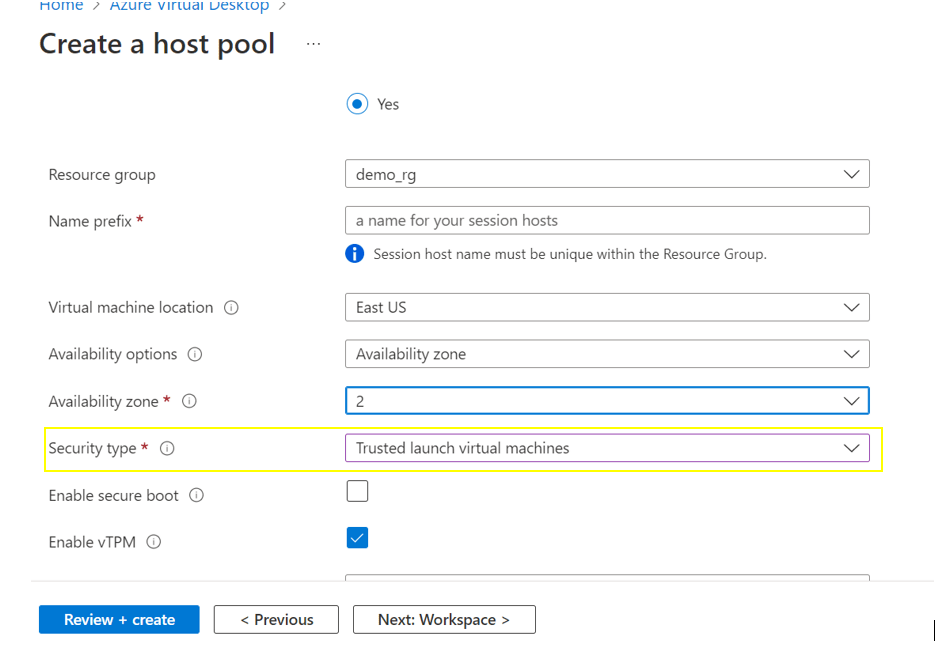 Home > Azure Virtual Desktop >
Create a host pool ...
Yes
Resource group demo_rg
Name prefix * a name for your session hosts
Session host name must be unique within the Resource Group.
Virtual machine location East US
Availability options Availability zone
Availability zone * 2
Security type * Trusted launch virtual machines
Enable secure boot
Enable vTPM
Review + create < Previous Next: Workspace >